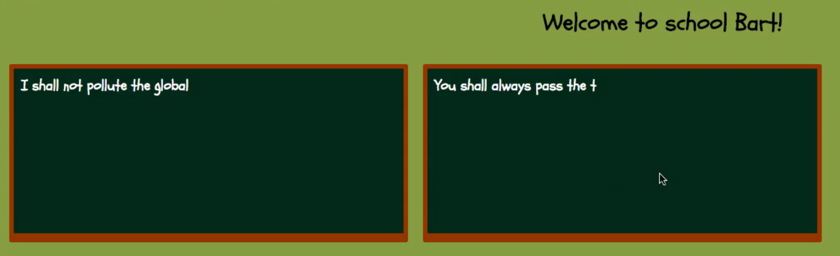 Welcome to school Bart!
I shall not pollute the global
You shall always pass the t